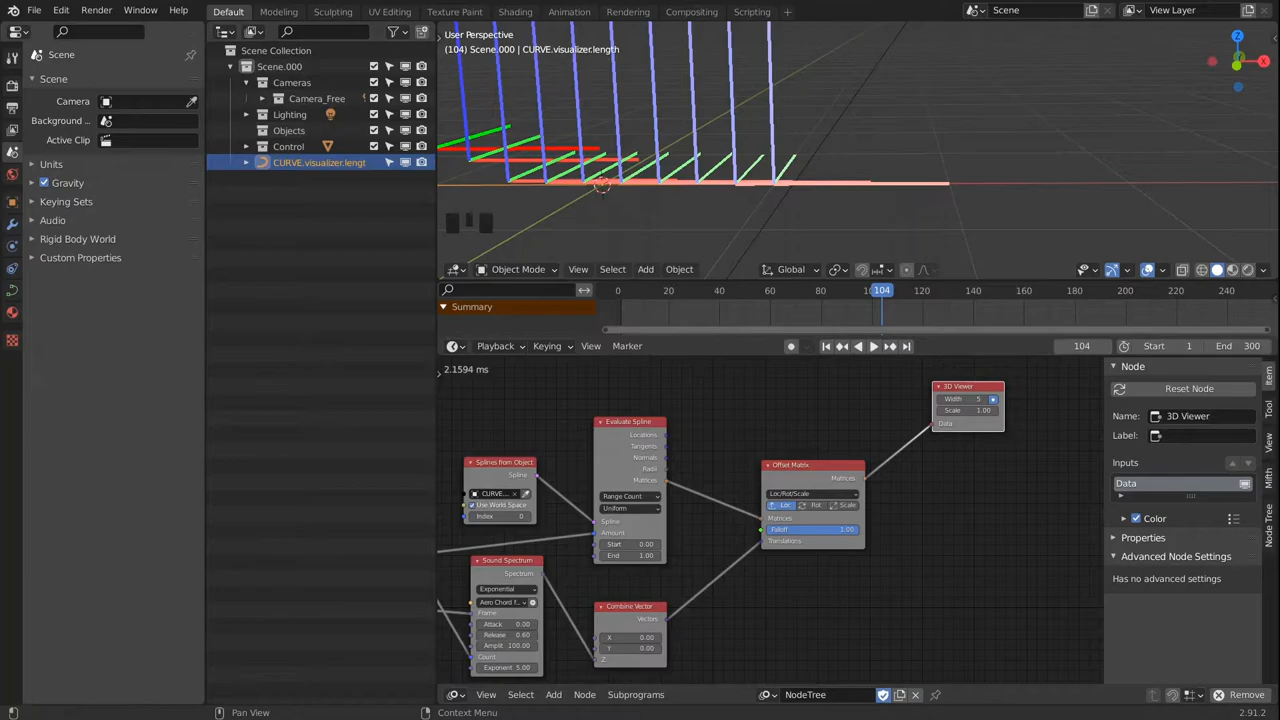 File Edit Render Window Help
Default Modeling Sculpting UV Editing Texture Paint Shading Animation Rendering Compositing Scripting +
Scene
View Layer
Scene
Scene
Camera
Background ...
Active Clip
Units
Gravity
Keying Sets
Audio
Rigid Body World
Custom Properties
Scene Collection
Scene.000
Cameras
Camera_Free
Lighting
Objects
Control
CURVE.visualizer.lengt
User Perspective
(104) Scene.000 | CURVE.visualizer.length
Z
X
Object Mode View Select Add Object Global
0 20 40 60 80 104 120 140 160 180 200 220 240
Summary
Playback Keying View Marker 104 Start 1 End 300
2.1594 ms
Splines from Object
Spline
CURVE...
Use World Space
Index 0
Sound Spectrum
Spectrum
Exponential
Aero Chord f...
Frame
Attack 0.00
Release 0.60
Amplit 100.00
Count
Exponent 5.00
Evaluate Spline
Locations
Tangents
Normals
Radii
Matrices
Range Count
Uniform
Spline
Amount
Start 0.00
End 1.00
Combine Vector
Vectors
X 0.00
Y 0.00
Z
Offset Matrix
Matrices
Loc/Rot/Scale
Loc Rot Scale
Matrices
Falloff 1.00
Translations
3D Viewer
Width 5
Scale 1.00
Data
Node
Reset Node
Name: 3D Viewer
Label:
Inputs
Data
Color
Properties
Advanced Node Settings
Has no advanced settings
Item
Tool
View
MTree
Node Tree
View Select Add Node Subprograms NodeTree Remove
Select Pan View Context Menu 2.91.2